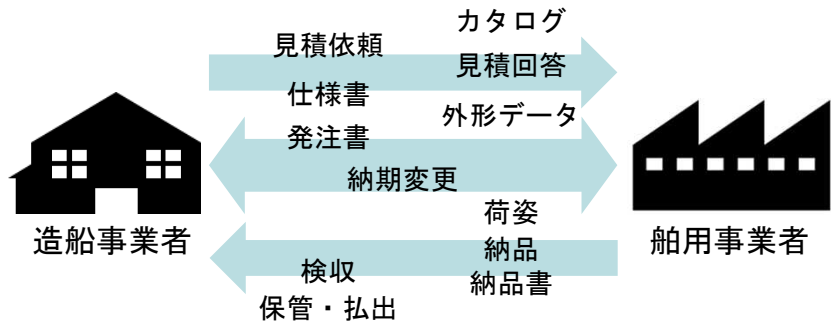 カタログ
見積依頼
見積回答
仕様書
外形データ
発注書
納期変更
荷姿
造船事業者
舶用事業者
納品
検収
納品書
保管・払出